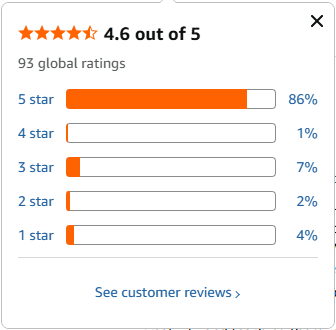 4.6 out of 5
93 global ratings
5 star 86%
4 star 1%
3 star 7%
2 star 2%
1 star 4%
See customer reviews ›